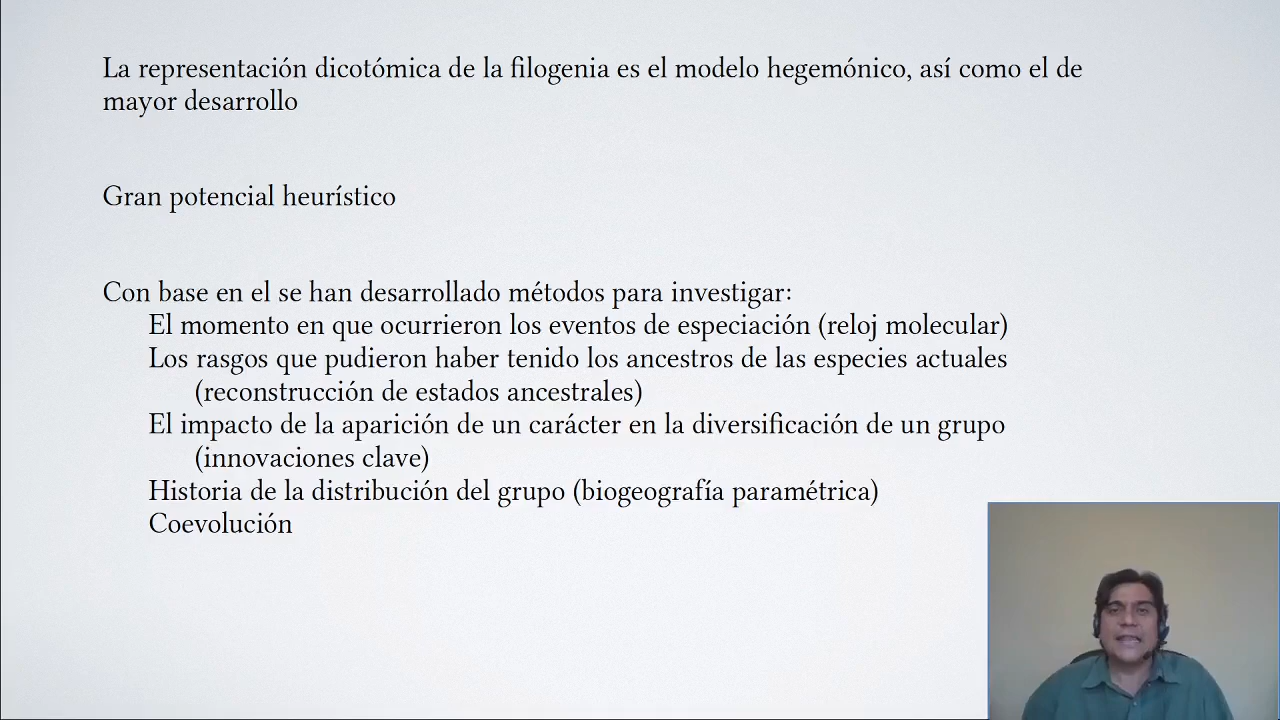 La representación dicotómica de la filogenia es el modelo hegemónico, así como el de
mayor desarrollo
Gran potencial heurístico
Con base en el se han desarrollado métodos para investigar:
El momento en que ocurrieron los eventos de especiación (reloj molecular)
Los rasgos que pudieron haber tenido los ancestros de las especies actuales
(reconstrucción de estados ancestrales)
El impacto de la aparición de un carácter en la diversificación de un grupo
(innovaciones clave)
Historia de la distribución del grupo (biogeografía paramétrica)
Coevolución